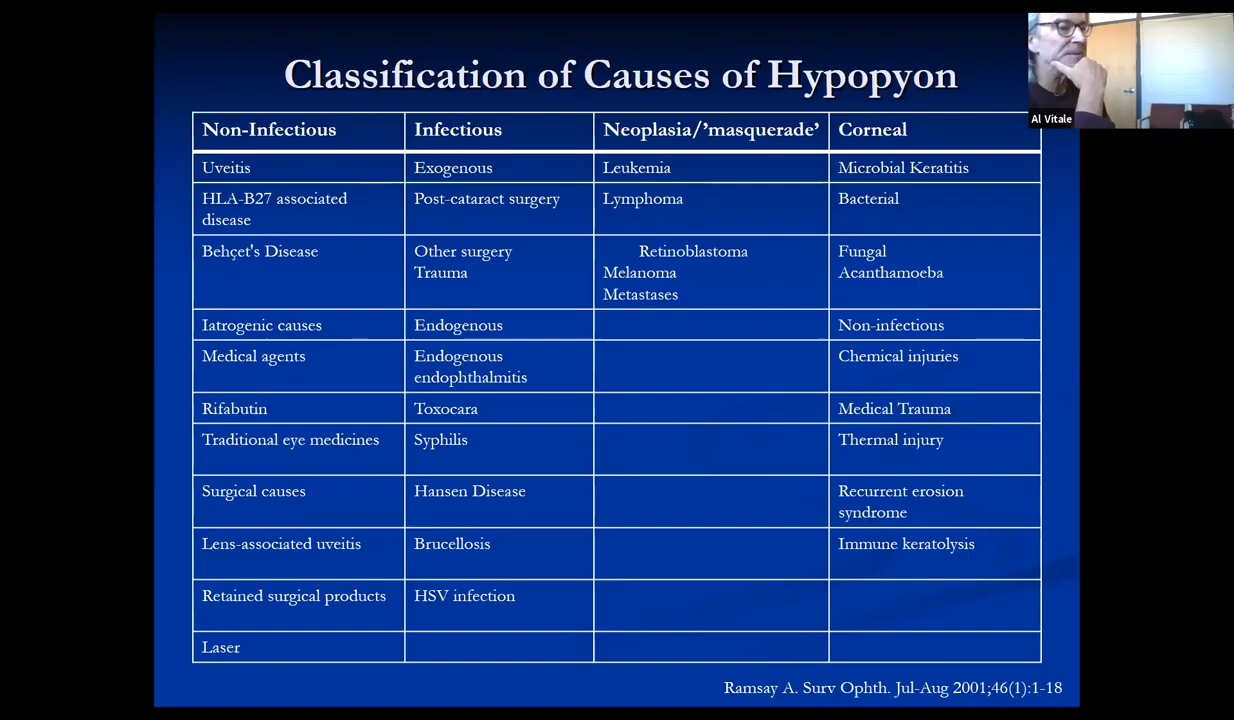 Classification of Causes of Hypopyon
Al Vitale
Non-Infectious Infectious Neoplasia/’masquerade’ Corneal
Uveitis Exogenous Leukemia Microbial Keratitis
HLA-B27 associated Post-cataract surgery Lymphoma Bacterial
disease
Behçet's Disease Other surgery Retinoblastoma Fungal
Trauma Melanoma Acanthamoeba
Metastases
Iatrogenic causes Endogenous Non-infectious
Medical agents Endogenous Chemical injuries
endophthalmitis
Rifabutin Toxocara Medical Trauma
Traditional eye medicines Syphilis Thermal injury
Surgical causes Hansen Disease Recurrent erosion
syndrome
Lens-associated uveitis Brucellosis Immune keratolysis
Retained surgical products HSV infection
Laser
Ramsay A. Surv Ophth. Jul-Aug 2001;46(1):1-18